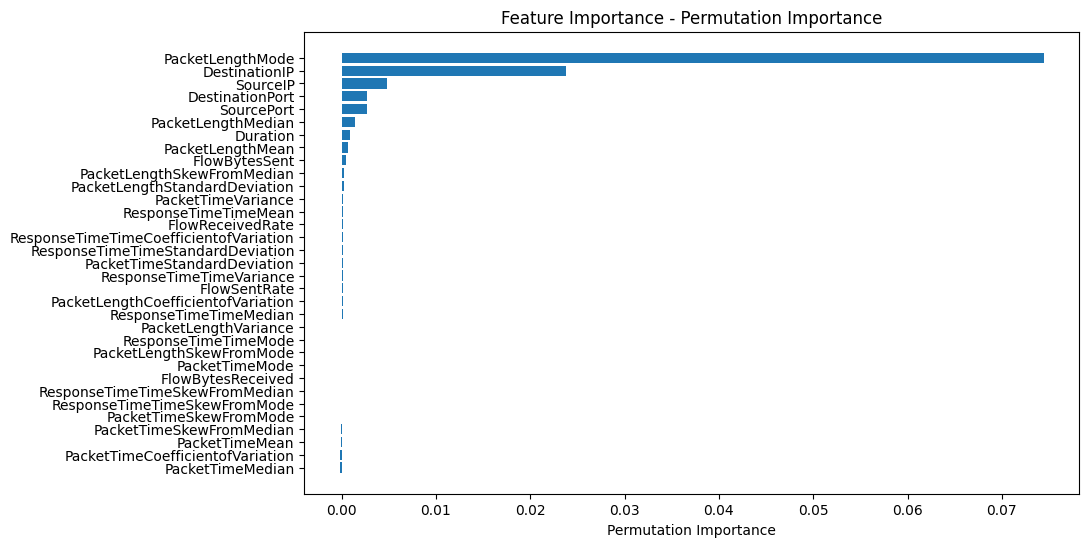 Feature Importance - Permutation Importance
PacketLengthMode
DestinationIP
SourceIP
DestinationPort
SourcePort
PacketLengthMedian
Duration
PacketLengthMean
FlowBytesSent
PacketLengthSkewFromMedian
PacketLengthStandardDeviation
PacketTimeVariance
ResponseTimeTimeMean
FlowReceivedRate
ResponseTimeTimeCoefficientofVariation
ResponseTimeTimeStandardDeviation
PacketTimeStandardDeviation
ResponseTimeTimeVariance
FlowSentRate
PacketLengthCoefficientofVariation
ResponseTimeTimeMedian
PacketLengthVariance
ResponseTimeTimeMode
PacketLengthSkewFromMode
PacketTimeMode
FlowBytesReceived
ResponseTimeTimeSkewFromMedian
ResponseTimeTimeSkewFromMode
PacketTimeSkewFromMode
PacketTimeSkewFromMedian
PacketTimeMean
PacketTimeCoefficientofVariation
PacketTimeMedian
0.00 0.01 0.02 0.03 0.04 0.05 0.06 0.07
Permutation Importance